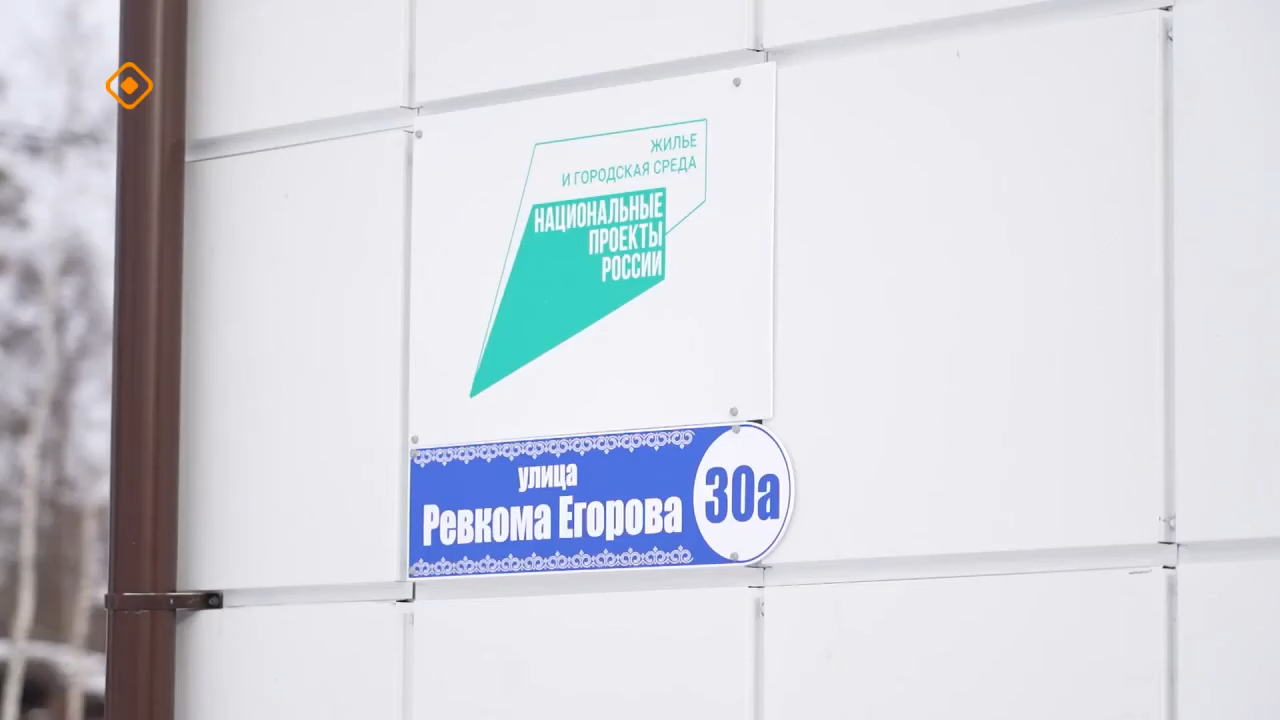 ЖИЛЬЕ
И ГОРОДСКАЯ СРЕДА
НАЦИОНАЛЬНЫЕ
ПРОЕКТЫ
РОССИИ
улица
Ревкома Егорова
30а